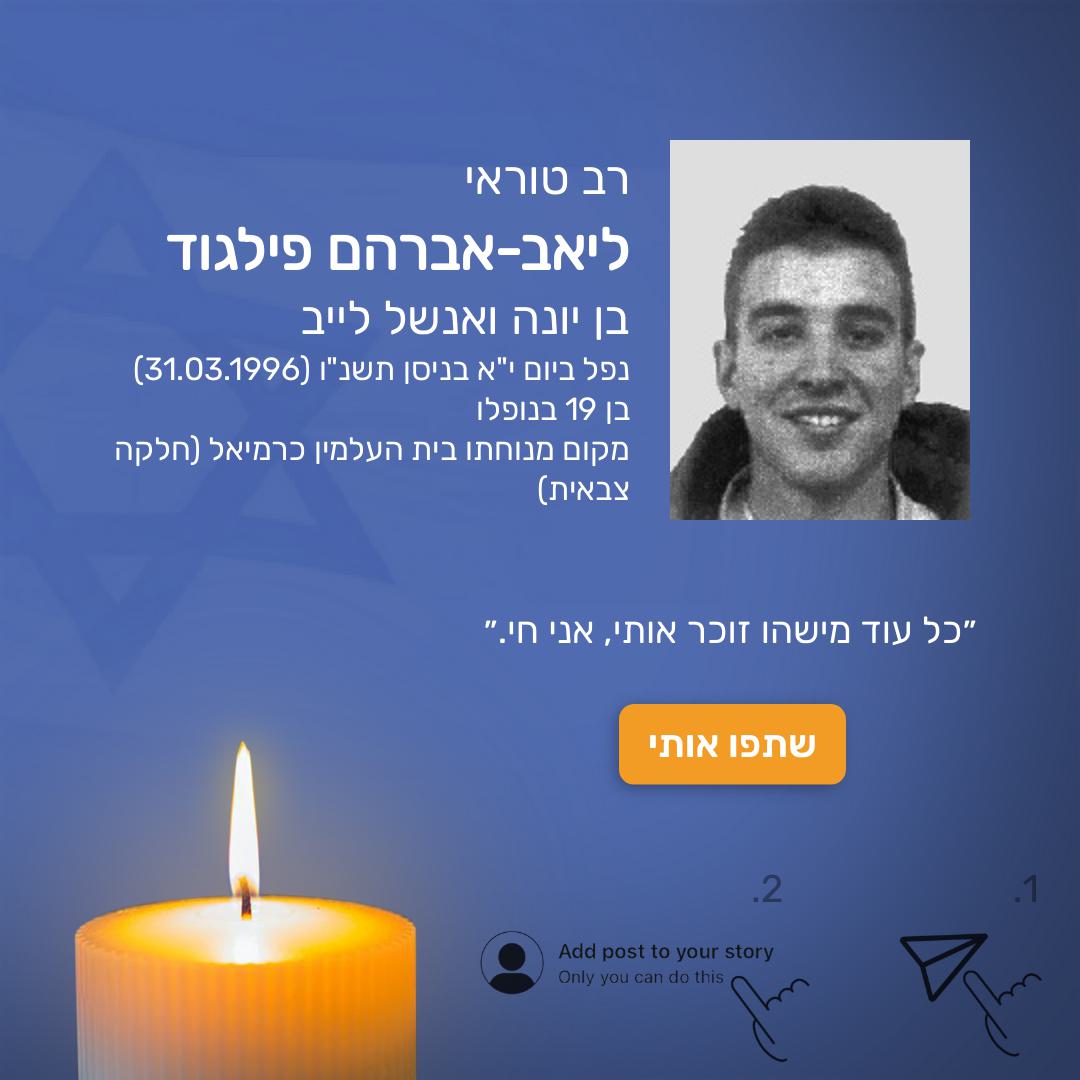 רב טוראי
ליאב-אברהם פילגוד
בן יונה ואנשל לייב
נפל ביום י"א בניסן תשנ"ו (31.03.1996)
בן 19 בנופלו
מקום מנוחתו בית העלמין כרמיאל (חלקה
צבאית)
״כל עוד מישהו זוכר אותי, אני חי.״
שתפו אותי
.1
.2
Add post to your story
Only you can do this